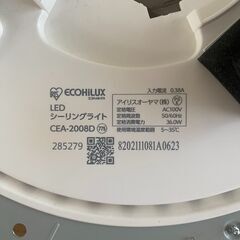 入力電流 0.38A
ECOHiLUX
LED
シーリングライト
CEA-2008D
アイリスオーヤマ(株)
定格電圧 AC100V
定格周波数 50/60Hz
定格消費電力 36.0W
使用環境温度範囲 5~35℃
285279
8202111081A0623